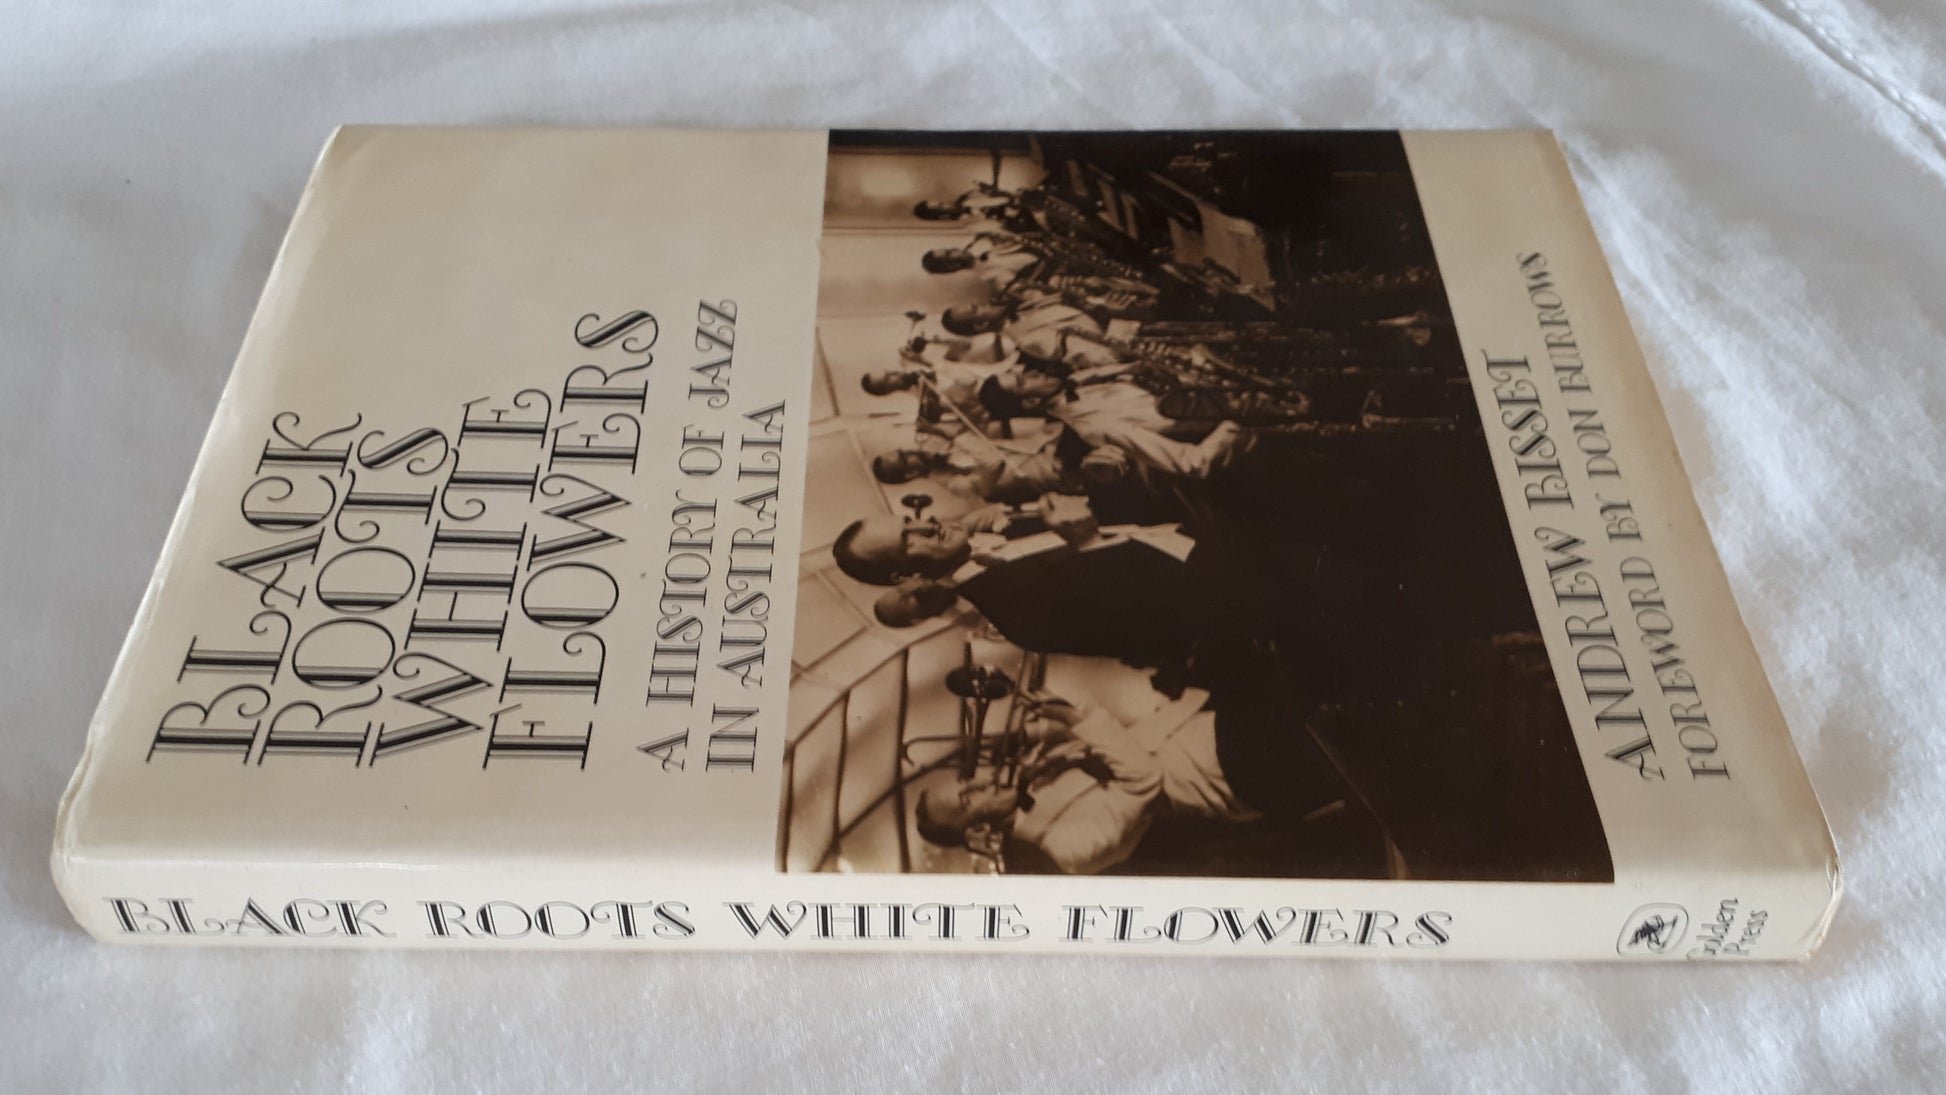 BLACK
ROOTS
WHITE
FLOWERS
A HISTORY OF JAZZ
IN AUSTRALIA
ANDREW BISSET
FOREWORD BY DON BURROWS
BLACK ROOTS WHITE FLOWERS
Golden
Press